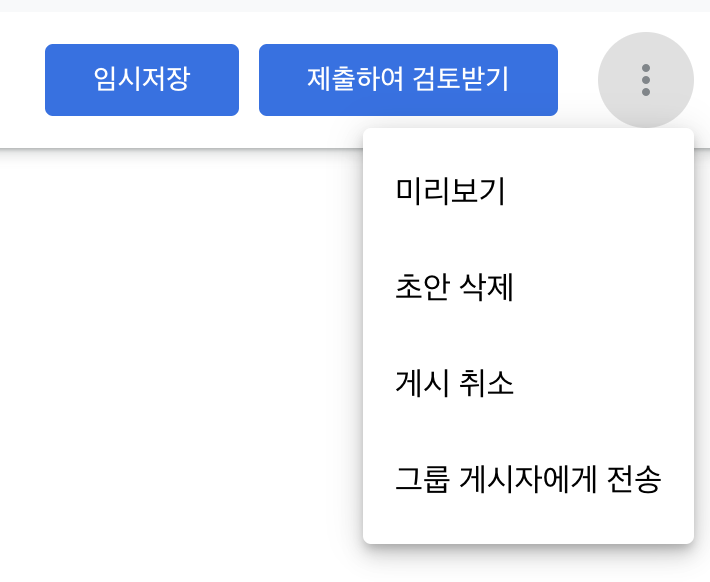 임시저장
제출하여 검토받기
미리보기
초안 삭제
게시 취소
그룹 게시자에게 전송